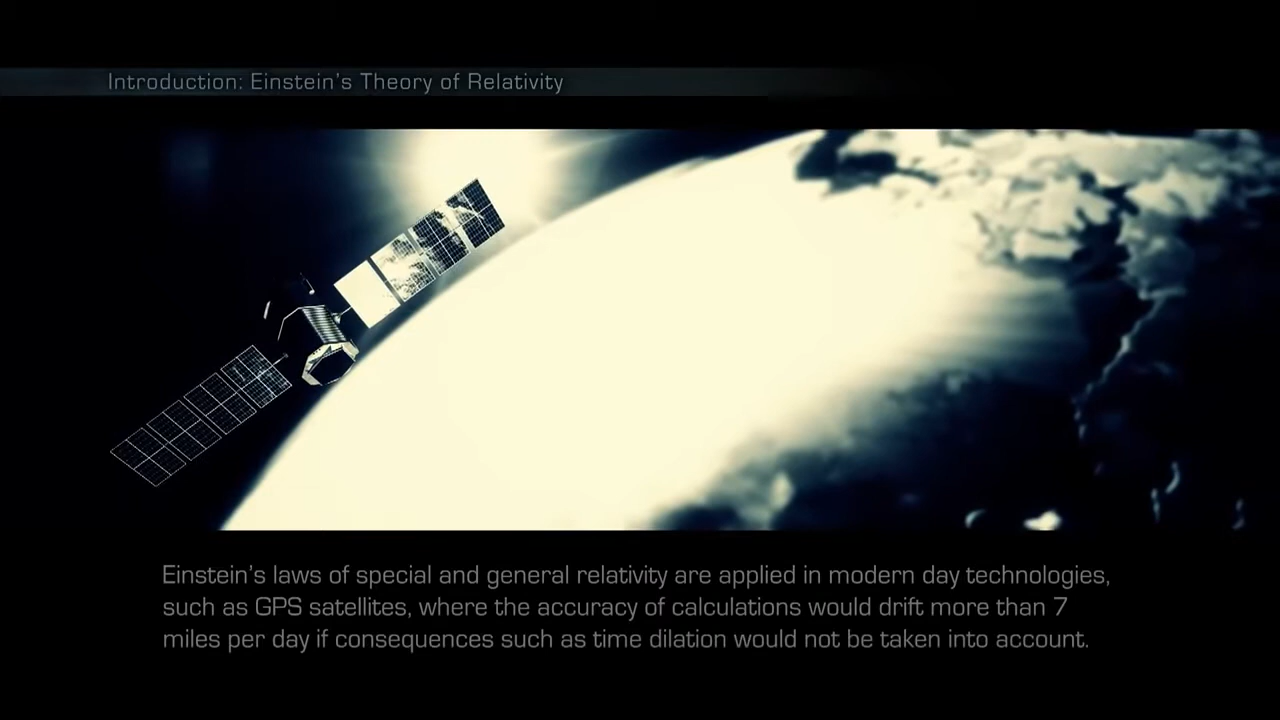 Introduction: Einstein's Theory of Relativity
Einstein's laws of special and general relativity are applied in modern day technologies,
such as GPS satellites, where the accuracy of calculations would drift more than 7
miles per day if consequences such as time dilation would not be taken into account.